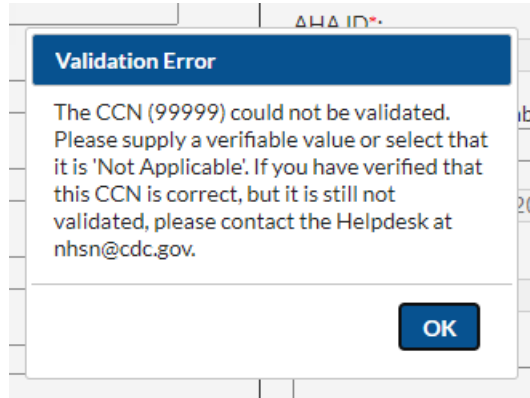 AHA ID*:
Validation Error
The CCN (99999) could not be validated.
Please supply a verifiable value or select that
it is 'Not Applicable'. If you have verified that
this CCN is correct, but it is still not
validated, please contact the Helpdesk at
nhsn@cdc.gov.
OK